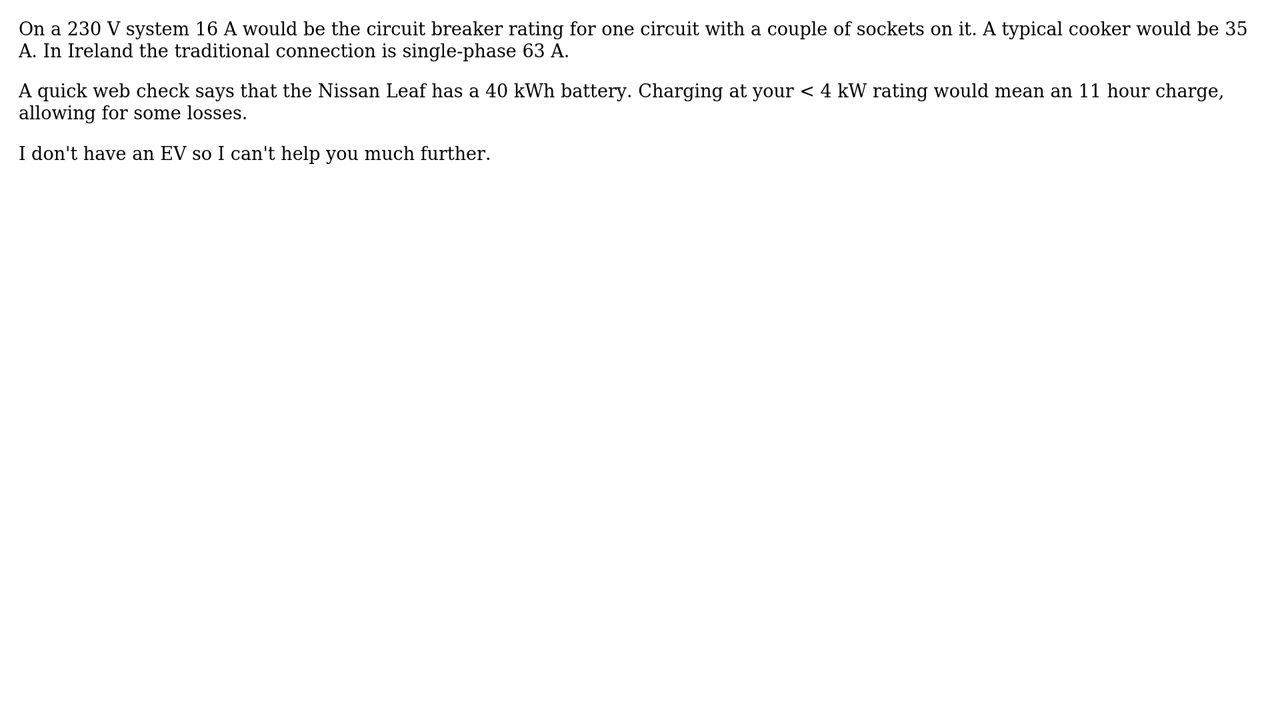 On a 230 V system 16 A would be the circuit breaker rating for one circuit with a couple of sockets on it. A typical cooker would be 35
A. In Ireland the traditional connection is single-phase 63 A.
A quick web check says that the Nissan Leaf has a 40 kWh battery. Charging at your < 4 kW rating would mean an 11 hour charge,
allowing for some losses.
I don't have an EV so I can't help you much further.